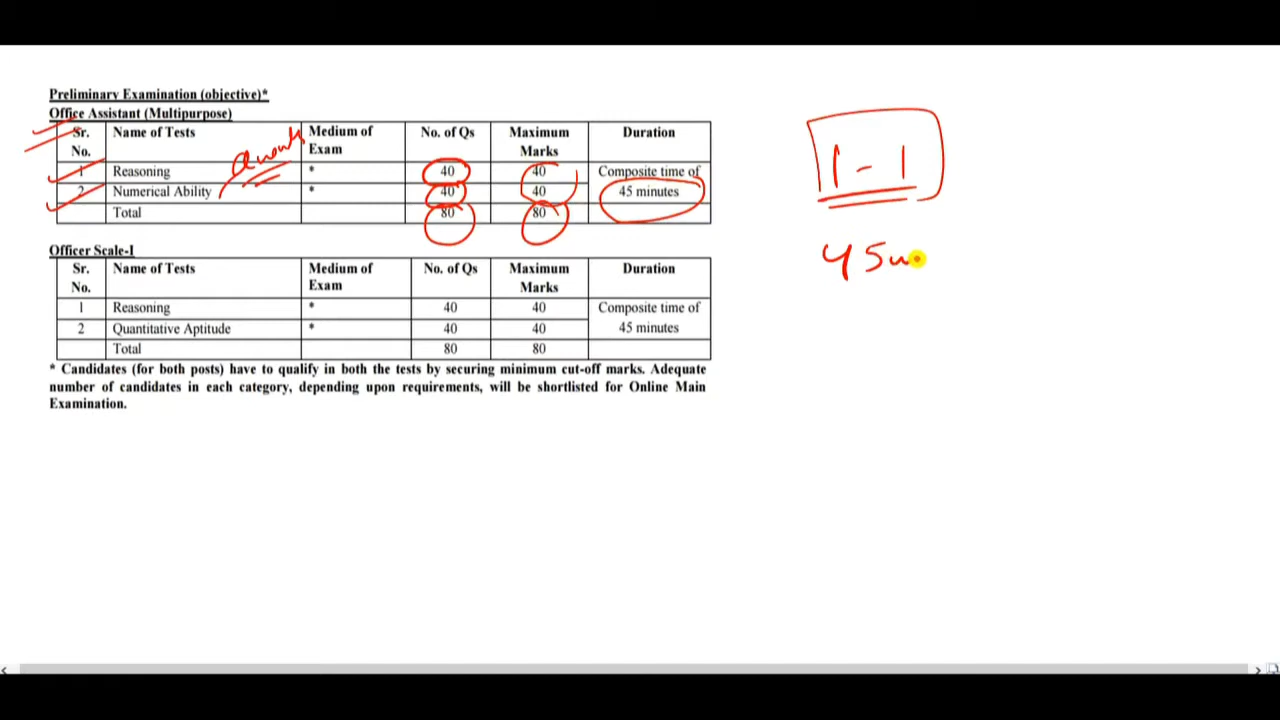 Preliminary Examination (objective)*
Office Assistant (Multipurpose)
Sr. No. Name of Tests Medium of Exam No. of Qs Maximum Marks Duration
1 Reasoning * 40 40 Composite time of 45 minutes
2 Numerical Ability * 40 40
Total 80 80
1 - 1
45
Officer Scale-I
Sr. No. Name of Tests Medium of Exam No. of Qs Maximum Marks Duration
1 Reasoning * 40 40 Composite time of 45 minutes
2 Quantitative Aptitude * 40 40
Total 80 80
* Candidates (for both posts) have to qualify in both the tests by securing minimum cut-off marks. Adequate
number of candidates in each category, depending upon requirements, will be shortlisted for Online Main
Examination.